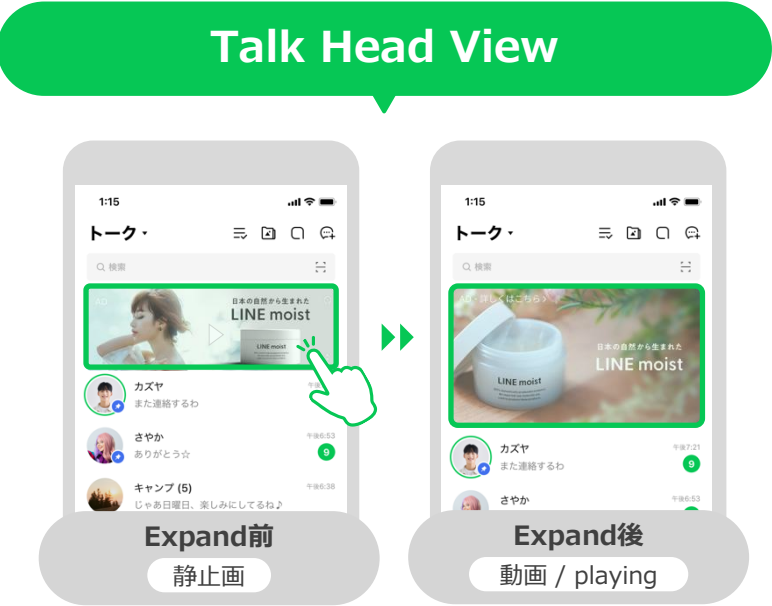 Talk Head View
1:15
トーク
検索
AD
日本の自然から生まれた
LINE moist
LINE moist
カズヤ
また連絡するわ
さやか
午後6:53
ありがとう☆
9
キャンプ (5)
午後6:38
じゃあ日曜日、楽しみにしてるね♪
Expand前
静止画
1:15
トーク
検索
AD・詳しくはこちら>
日本の自然から生まれた
LINE moist
LINE moist
カズヤ
午後7:21
また連絡するわ
9
さやか
午後6:53
Expand後
動画 / playing